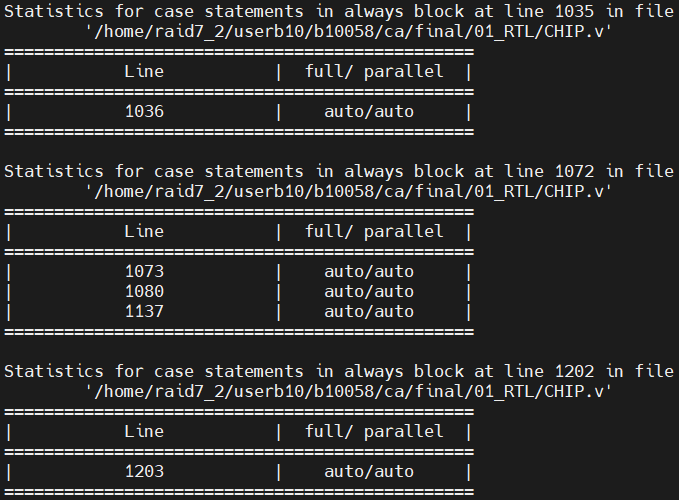 Statistics for case statements in always block at line 1035 in file
        '/home/raid7_2/userb10/b10058/ca/final/01_RTL/CHIP.v'
===============================================
|           Line           |  full/ parallel  |
===============================================
|           1036           |    auto/auto     |
===============================================

Statistics for case statements in always block at line 1072 in file
        '/home/raid7_2/userb10/b10058/ca/final/01_RTL/CHIP.v'
===============================================
|           Line           |  full/ parallel  |
===============================================
|           1073           |    auto/auto     |
|           1080           |    auto/auto     |
|           1137           |    auto/auto     |
===============================================

Statistics for case statements in always block at line 1202 in file
        '/home/raid7_2/userb10/b10058/ca/final/01_RTL/CHIP.v'
===============================================
|           Line           |  full/ parallel  |
===============================================
|           1203           |    auto/auto     |
===============================================